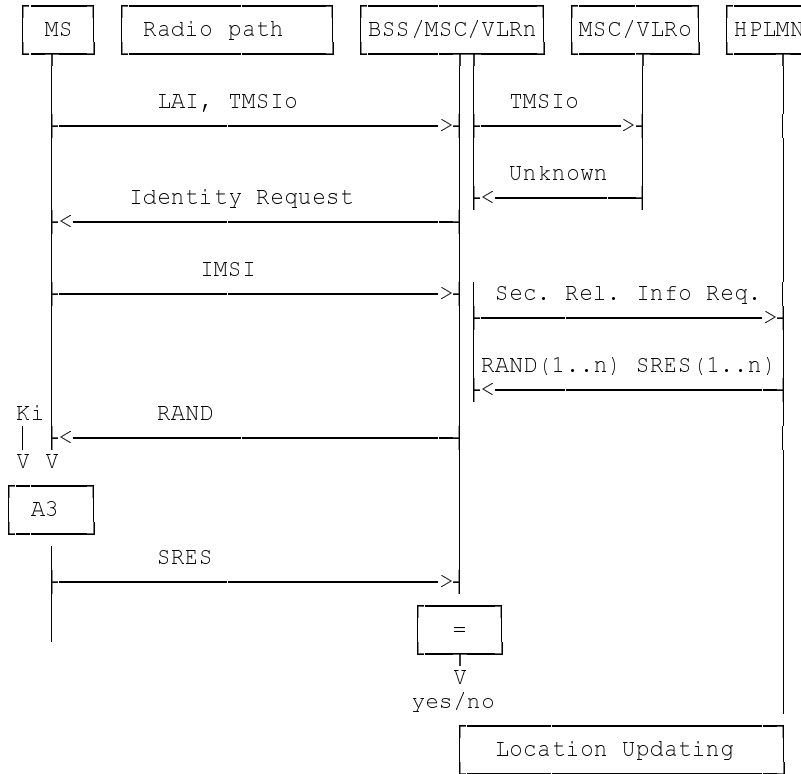 MS Radio path BSS/MSC/VLRn MSC/VLRo HPLMN
LAI, TMSIo TMSIo
Unknown
Identity Request
IMSI
Sec. Rel. Info Req.
RAND(1..n) SRES(1..n)
Ki RAND
V V
A3
SRES
=
V
yes/no
Location Updating